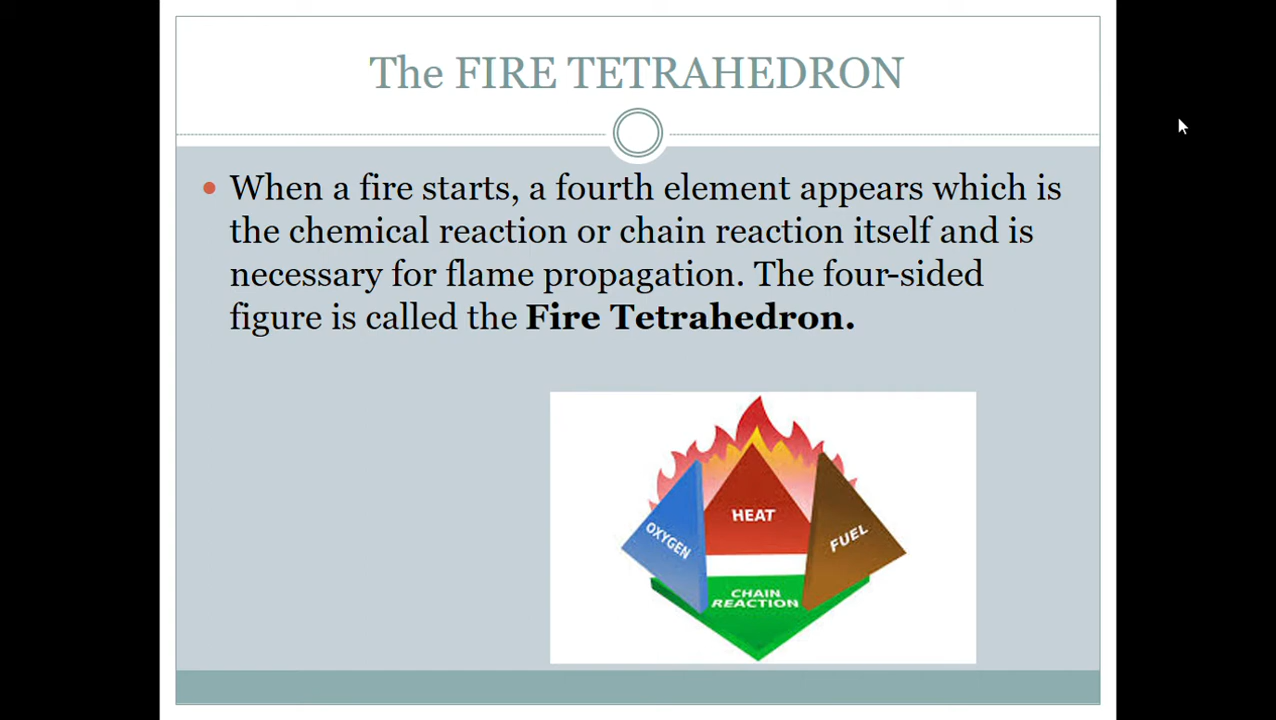 The FIRE TETRAHEDRON
When a fire starts, a fourth element appears which is
the chemical reaction or chain reaction itself and is
necessary for flame propagation. The four-sided
figure is called the Fire Tetrahedron.
HEAT
OXYGEN
FUEL
CHAIN
REACTION